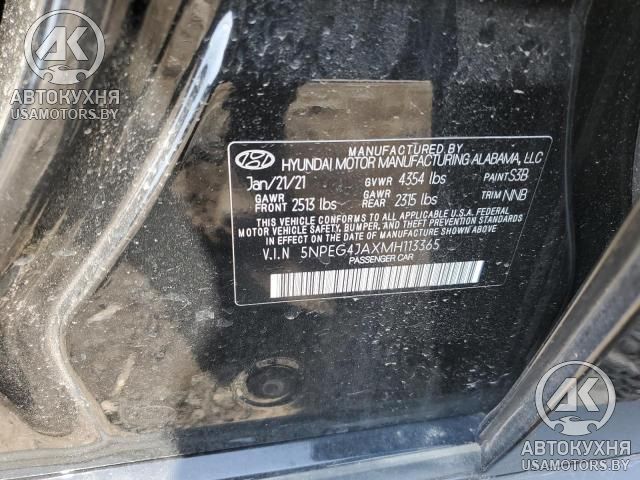 AK
АВТОКУХНЯ
USAMOTORS.BY
MANUFACTURED BY
HYUNDAI MOTOR MANUFACTURING ALABAMA, LLC
Jan/21/21 GVWR 4354 lbs PAINT S3B
GAWR FRONT 2513 lbs GAWR REAR 2315 lbs TRIM NNB
THIS VEHICLE CONFORMS TO ALL APPLICABLE U.S.A. FEDERAL
MOTOR VEHICLE SAFETY, BUMPER, AND THEFT PREVENTION
STANDARDS IN EFFECT ON THE DATE OF MANUFACTURE SHOWN
ABOVE.
V.I.N 5NPEG4JAXMH113365
PASSENGER CAR
AK
АВТОКУХНЯ
USAMOTORS.BY